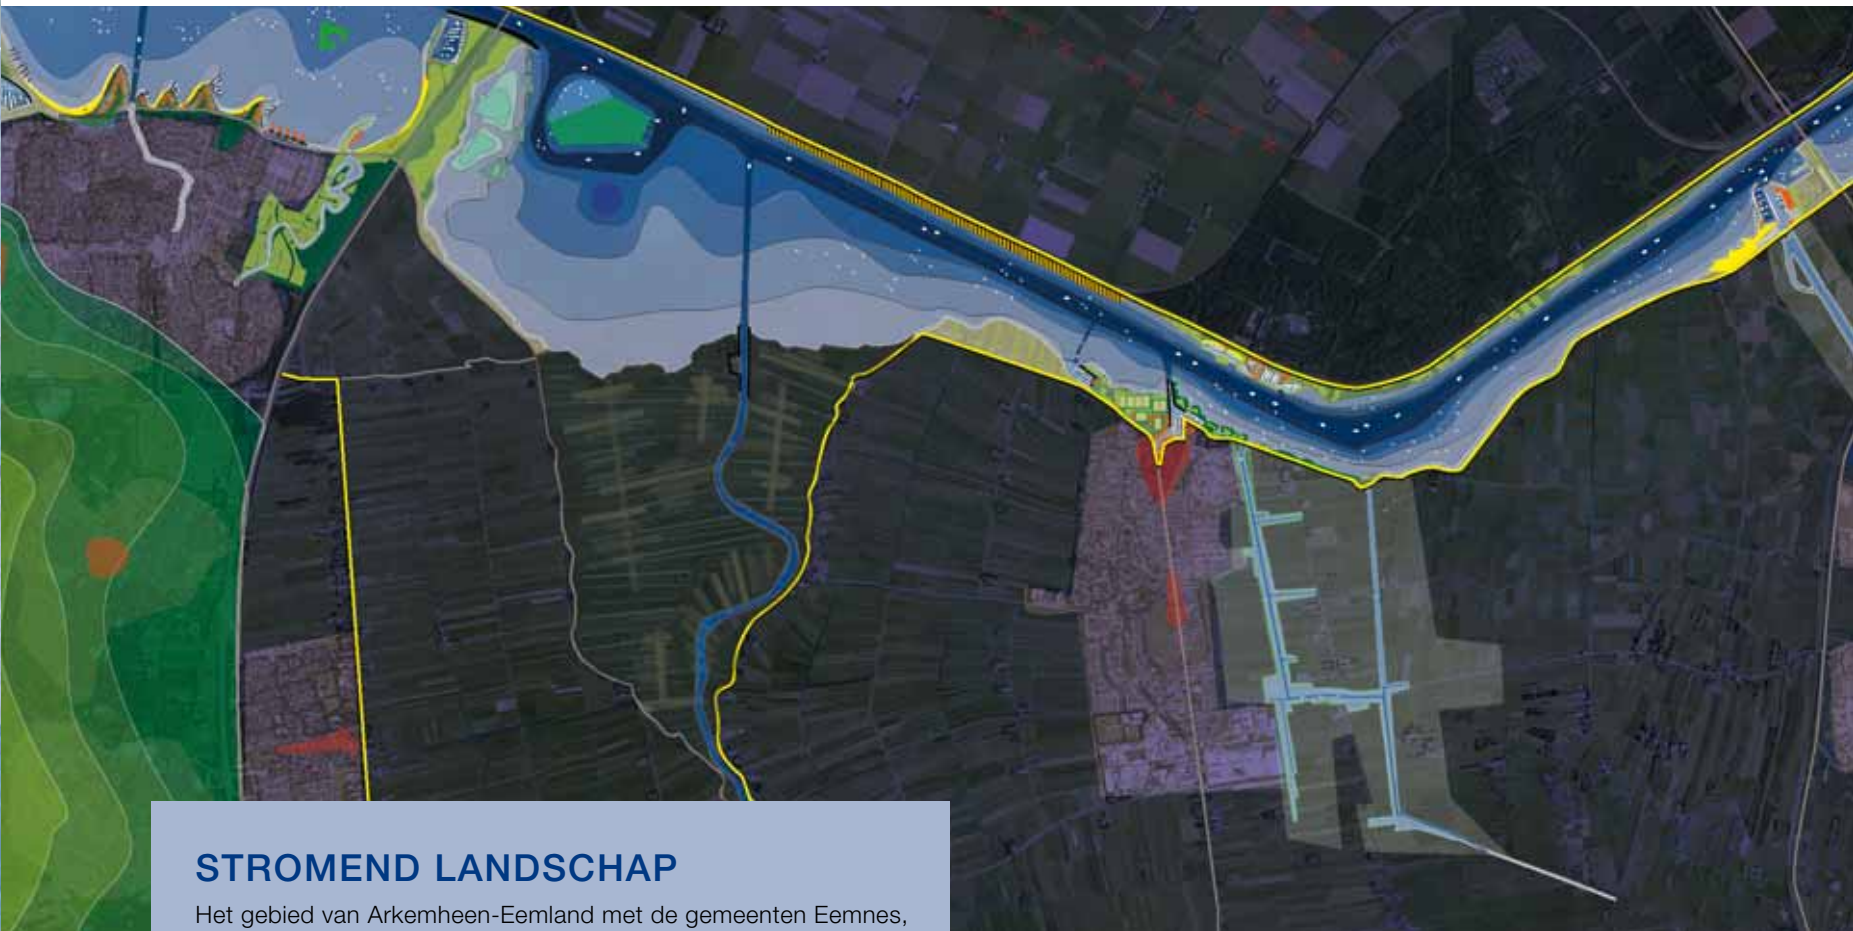 STROMEND LANDSCHAP
Het gebied van Arkemheen-Eemland met de gemeenten Eemnes,